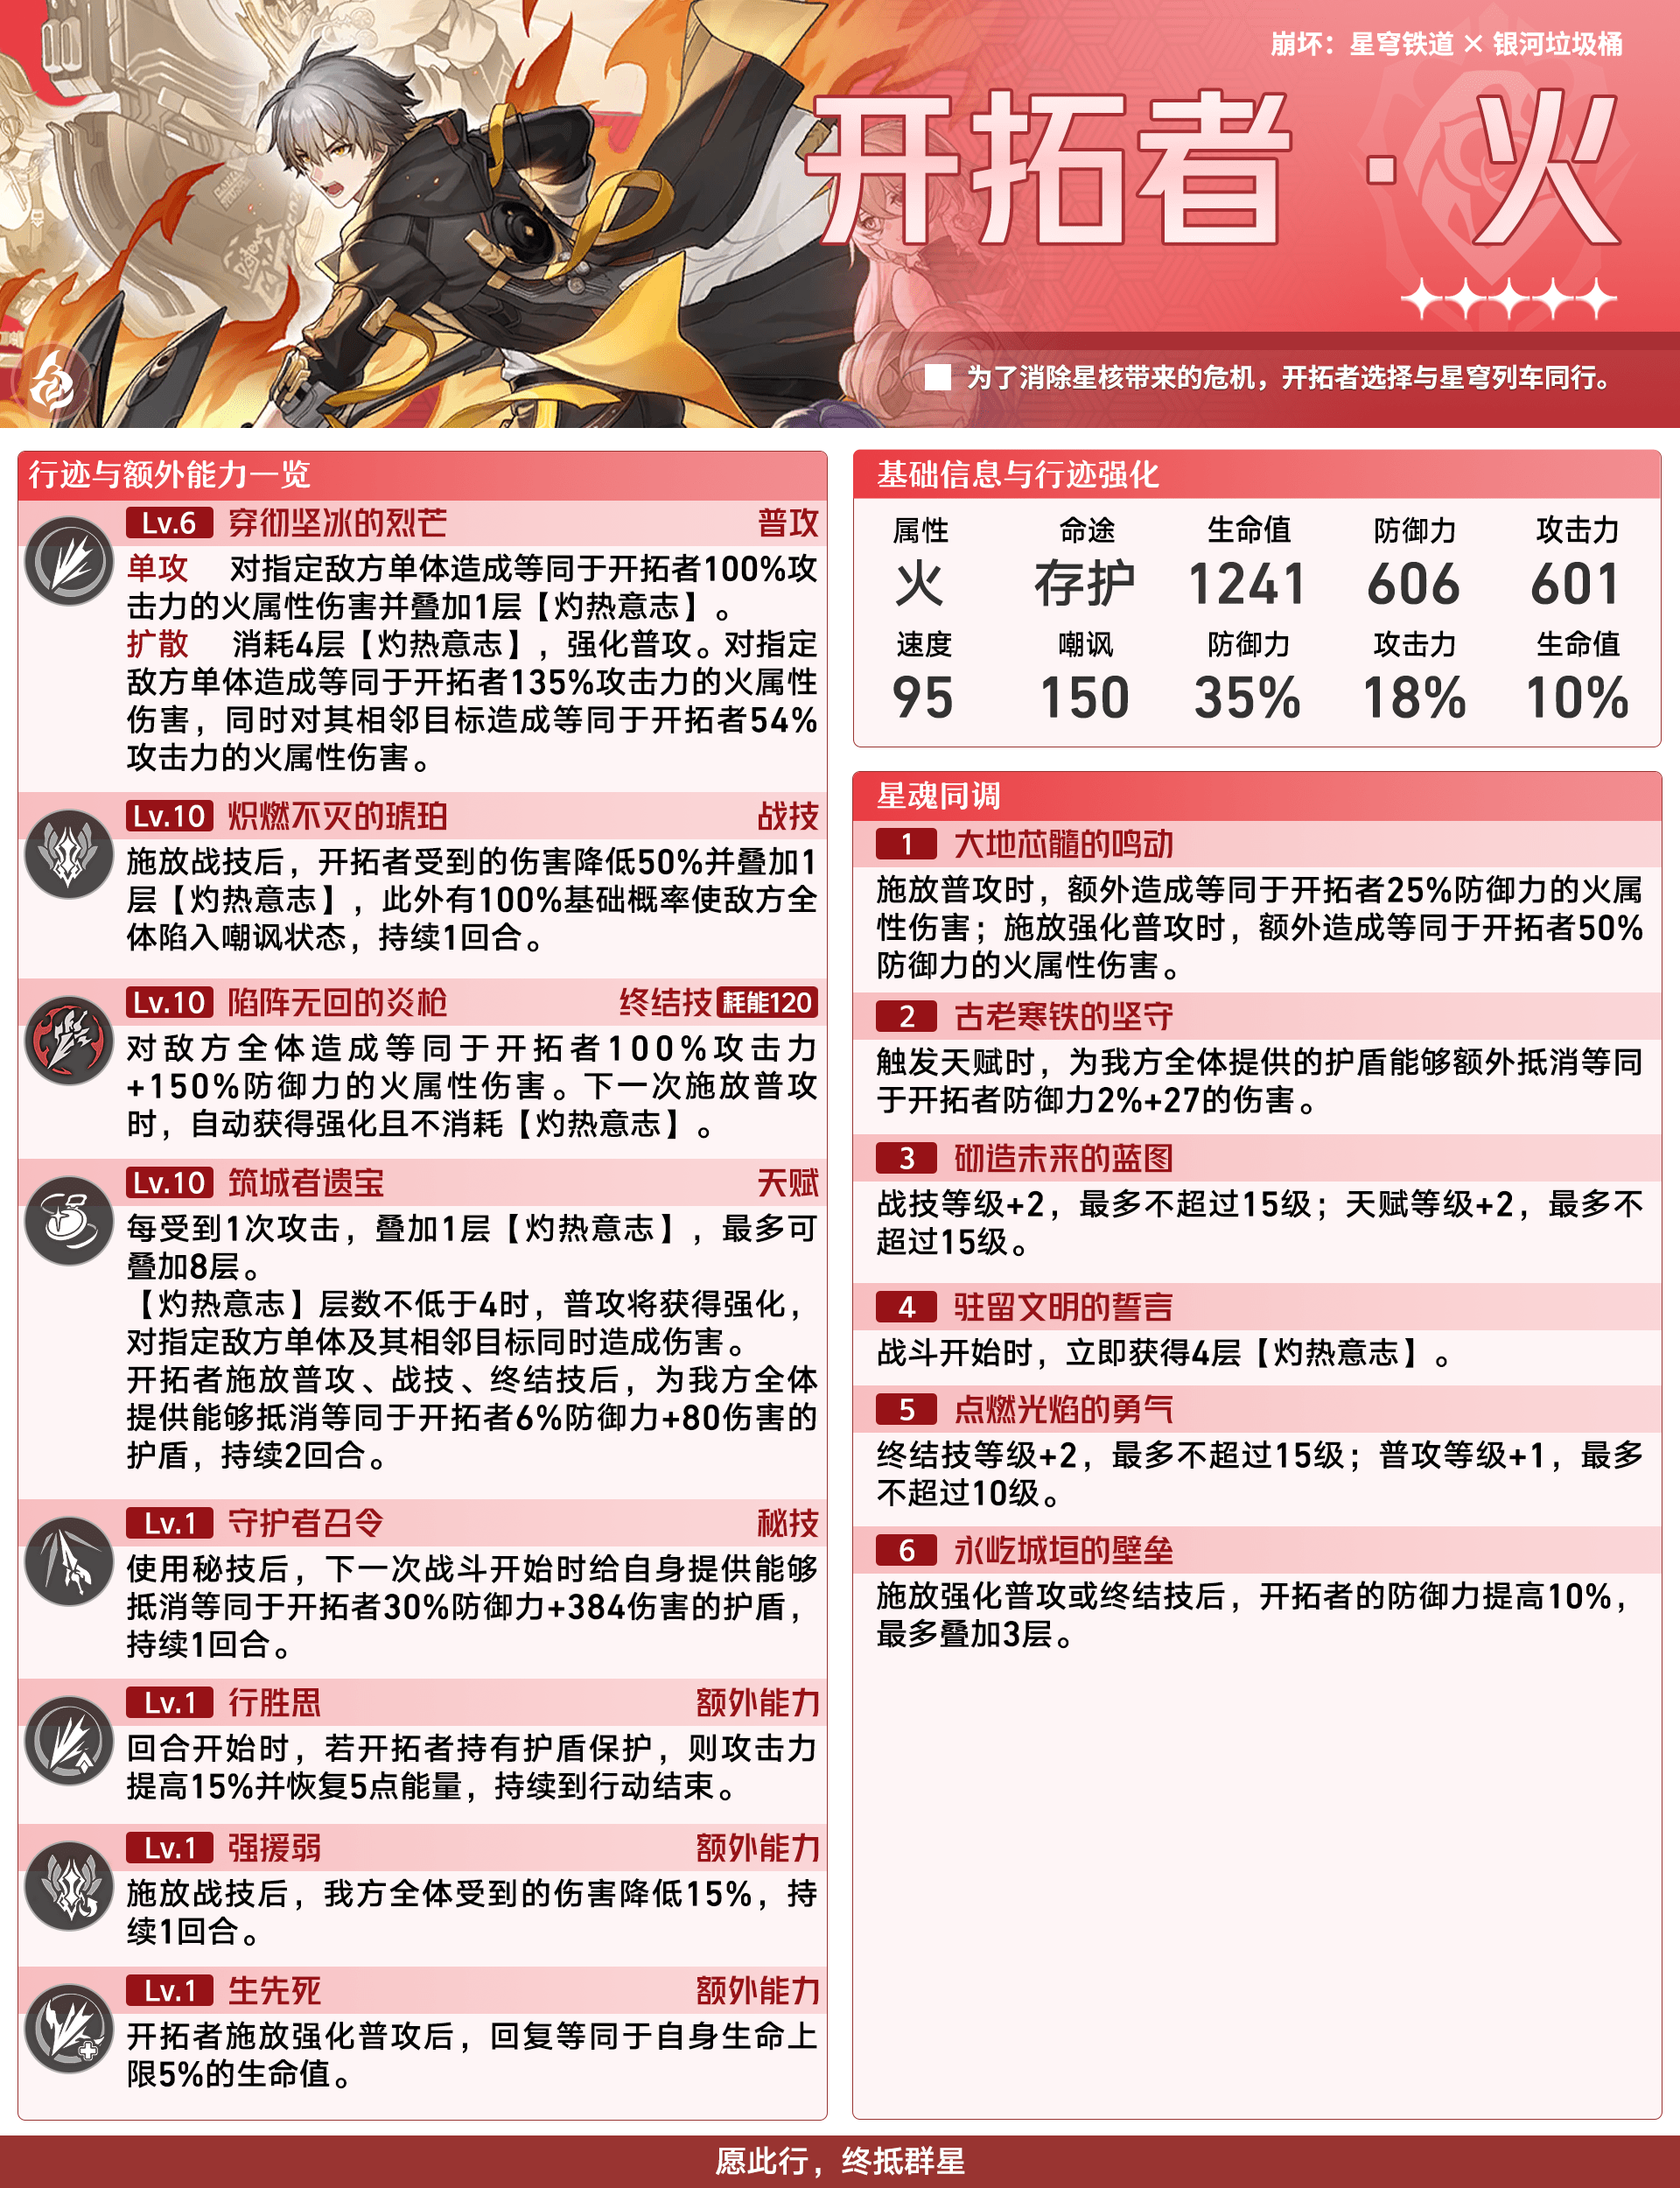 崩坏：星穹铁道 × 银河垃圾桶
开拓者·火
为了消除星核带来的危机，开拓者选择与星穹列车同行。
行迹与额外能力一览
Lv.6 穿彻坚冰的烈芒 普攻
单攻 对指定敌方单体造成等同于开拓者100%攻
击力的火属性伤害并叠加1层【灼热意志】。
扩散 消耗4层【灼热意志】，强化普攻。对指定
敌方单体造成等同于开拓者135%攻击力的火属性
伤害，同时对其相邻目标造成等同于开拓者54%
攻击力的火属性伤害。
Lv.10 炽燃不灭的琥珀 战技
施放战技后，开拓者受到的伤害降低50%并叠加1
层【灼热意志】，此外有100%基础概率使敌方全
体陷入嘲讽状态，持续1回合。
Lv.10 陷阵无回的炎枪 终结技 耗能120
对敌方全体造成等同于开拓者100%攻击力
+150%防御力的火属性伤害。下一次施放普攻
时，自动获得强化且不消耗【灼热意志】。
Lv.10 筑城者遗宝 天赋
每受到1次攻击，叠加1层【灼热意志】，最多可
叠加8层。
【灼热意志】层数不低于4时，普攻将获得强化，
对指定敌方单体及其相邻目标同时造成伤害。
开拓者施放普攻、战技、终结技后，为我方全体
提供能够抵消等同于开拓者6%防御力+80伤害的
护盾，持续2回合。
Lv.1 守护者召令 秘技
使用秘技后，下一次战斗开始时给自身提供能够
抵消等同于开拓者30%防御力+384伤害的护盾，
持续1回合。
Lv.1 行胜思 额外能力
回合开始时，若开拓者持有护盾保护，则攻击力
提高15%并恢复5点能量，持续到行动结束。
Lv.1 强援弱 额外能力
施放战技后，我方全体受到的伤害降低15%，持
续1回合。
Lv.1 生先死 额外能力
开拓者施放强化普攻后，回复等同于自身生命上
限5%的生命值。
基础信息与行迹强化
属性 命途 生命值 防御力 攻击力
火 存护 1241 606 601
速度 嘲讽 防御力 攻击力 生命值
95 150 35% 18% 10%
星魂同调
1 大地芯髓的鸣动
施放普攻时，额外造成等同于开拓者25%防御力的火属
性伤害；施放强化普攻时，额外造成等同于开拓者50%
防御力的火属性伤害。
2 古老寒铁的坚守
触发天赋时，为我方全体提供的护盾能够额外抵消等同
于开拓者防御力2%+27的伤害。
3 砌造未来的蓝图
战技等级+2，最多不超过15级；天赋等级+2，最多不
超过15级。
4 驻留文明的誓言
战斗开始时，立即获得4层【灼热意志】。
5 点燃光焰的勇气
终结技等级+2，最多不超过15级；普攻等级+1，最多
不超过10级。
6 永屹城垣的壁垒
施放强化普攻或终结技后，开拓者的防御力提高10%，
最多叠加3层。
愿此行，终抵群星